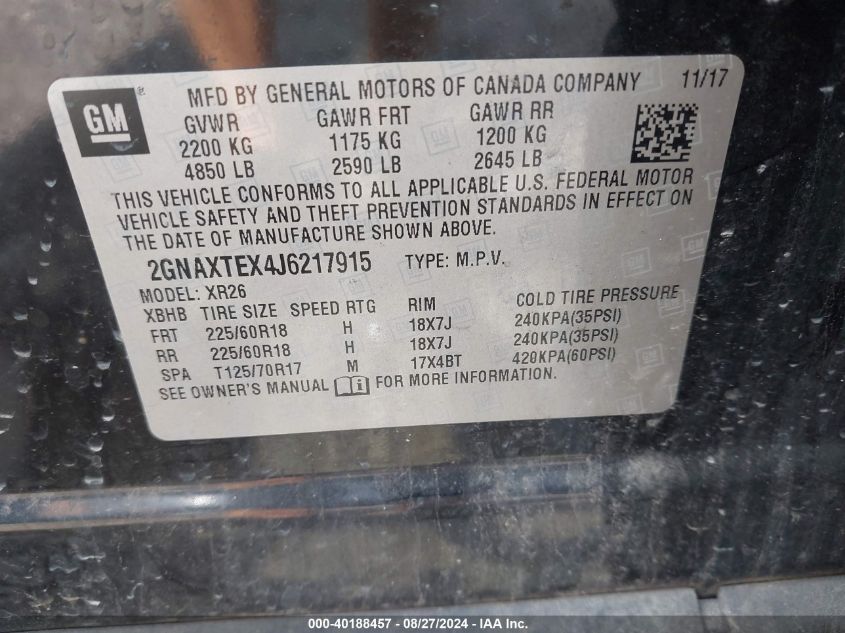 GM ® MFD BY GENERAL MOTORS OF CANADA COMPANY 11/17
GVWR GAWR FRT GAWR RR
2200 KG 1175 KG 1200 KG
4850 LB 2590 LB 2645 LB
THIS VEHICLE CONFORMS TO ALL APPLICABLE U.S. FEDERAL MOTOR
VEHICLE SAFETY AND THEFT PREVENTION STANDARDS IN EFFECT ON
THE DATE OF MANUFACTURE SHOWN ABOVE.
2GNAXTEX4J6217915 TYPE: M.P.V.
MODEL: XR26
XBHB TIRE SIZE SPEED RTG RIM COLD TIRE PRESSURE
FRT 225/60R18 H 18X7J 240KPA(35PSI)
RR 225/60R18 H 18X7J 240KPA(35PSI)
SPA T125/70R17 M 17X4BT 420KPA(60PSI)
SEE OWNER'S MANUAL FOR MORE INFORMATION.
000-40188457 - 08/27/2024 - IAA Inc.